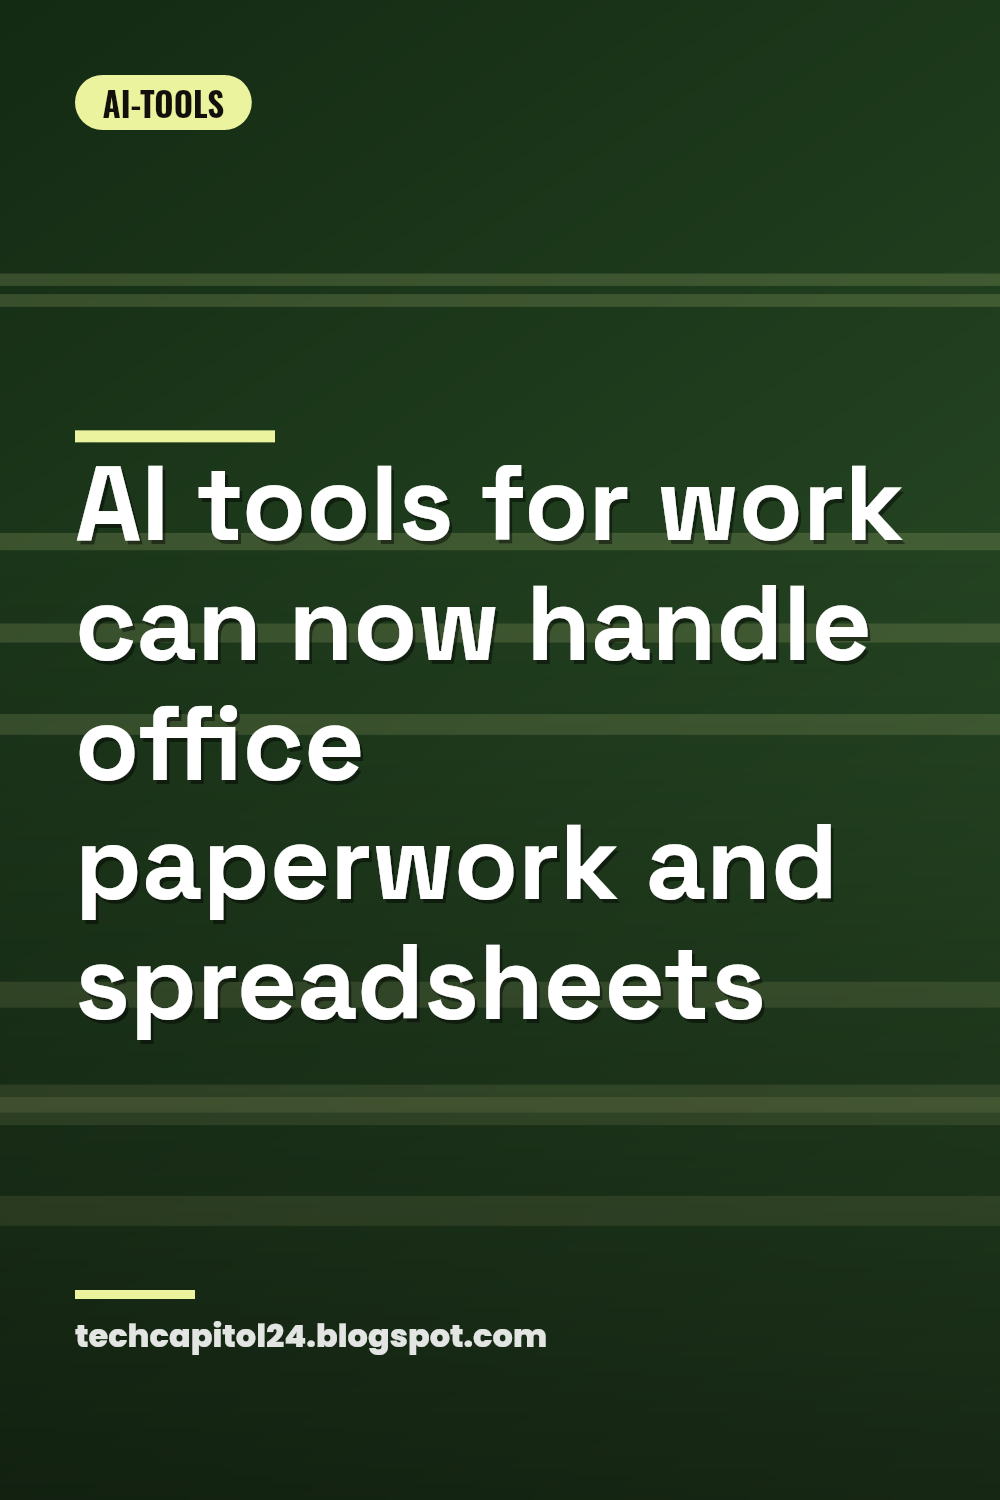 AI-TOOLS
AI tools for work
can now handle
office
paperwork and
spreadsheets
techcapitol24.blogspot.com